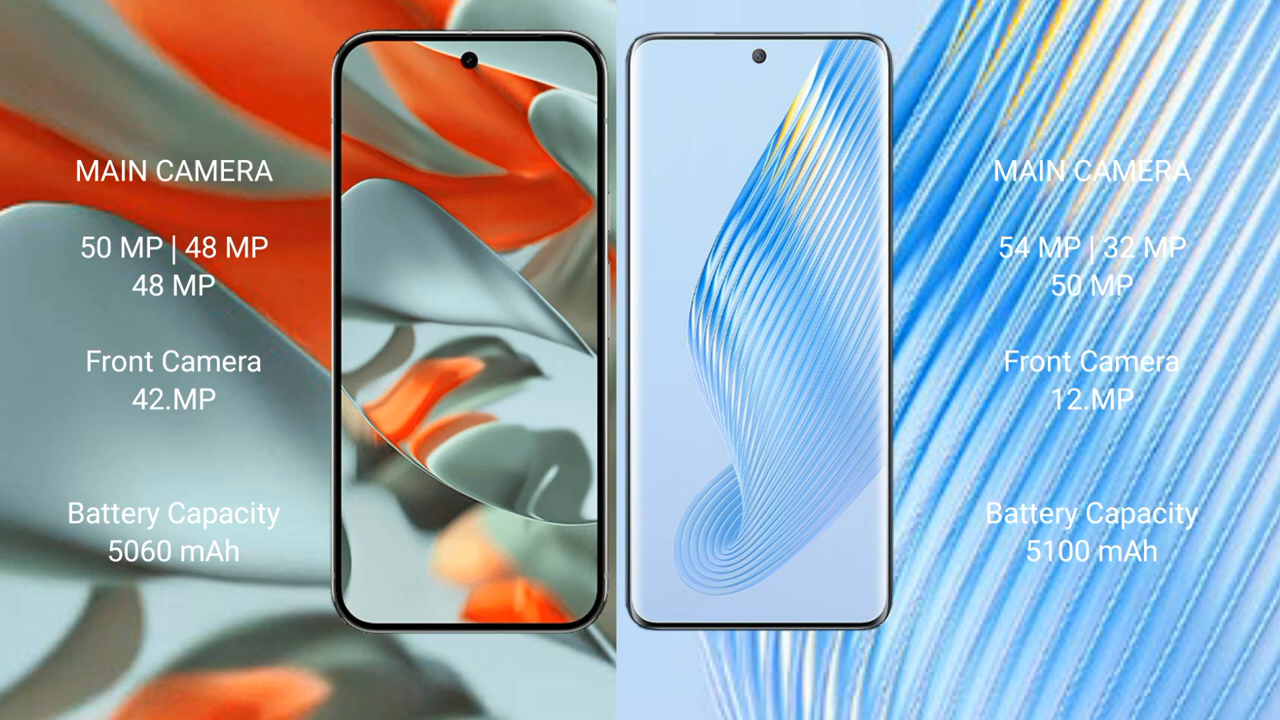 MAIN CAMERA
50 MP | 48 MP
48 MP
Front Camera
42.MP
Battery Capacity
5060 mAh
MAIN CAMERA
54 MP | 32 MP
50 MP
Front Camera
12.MP
Battery Capacity
5100 mAh